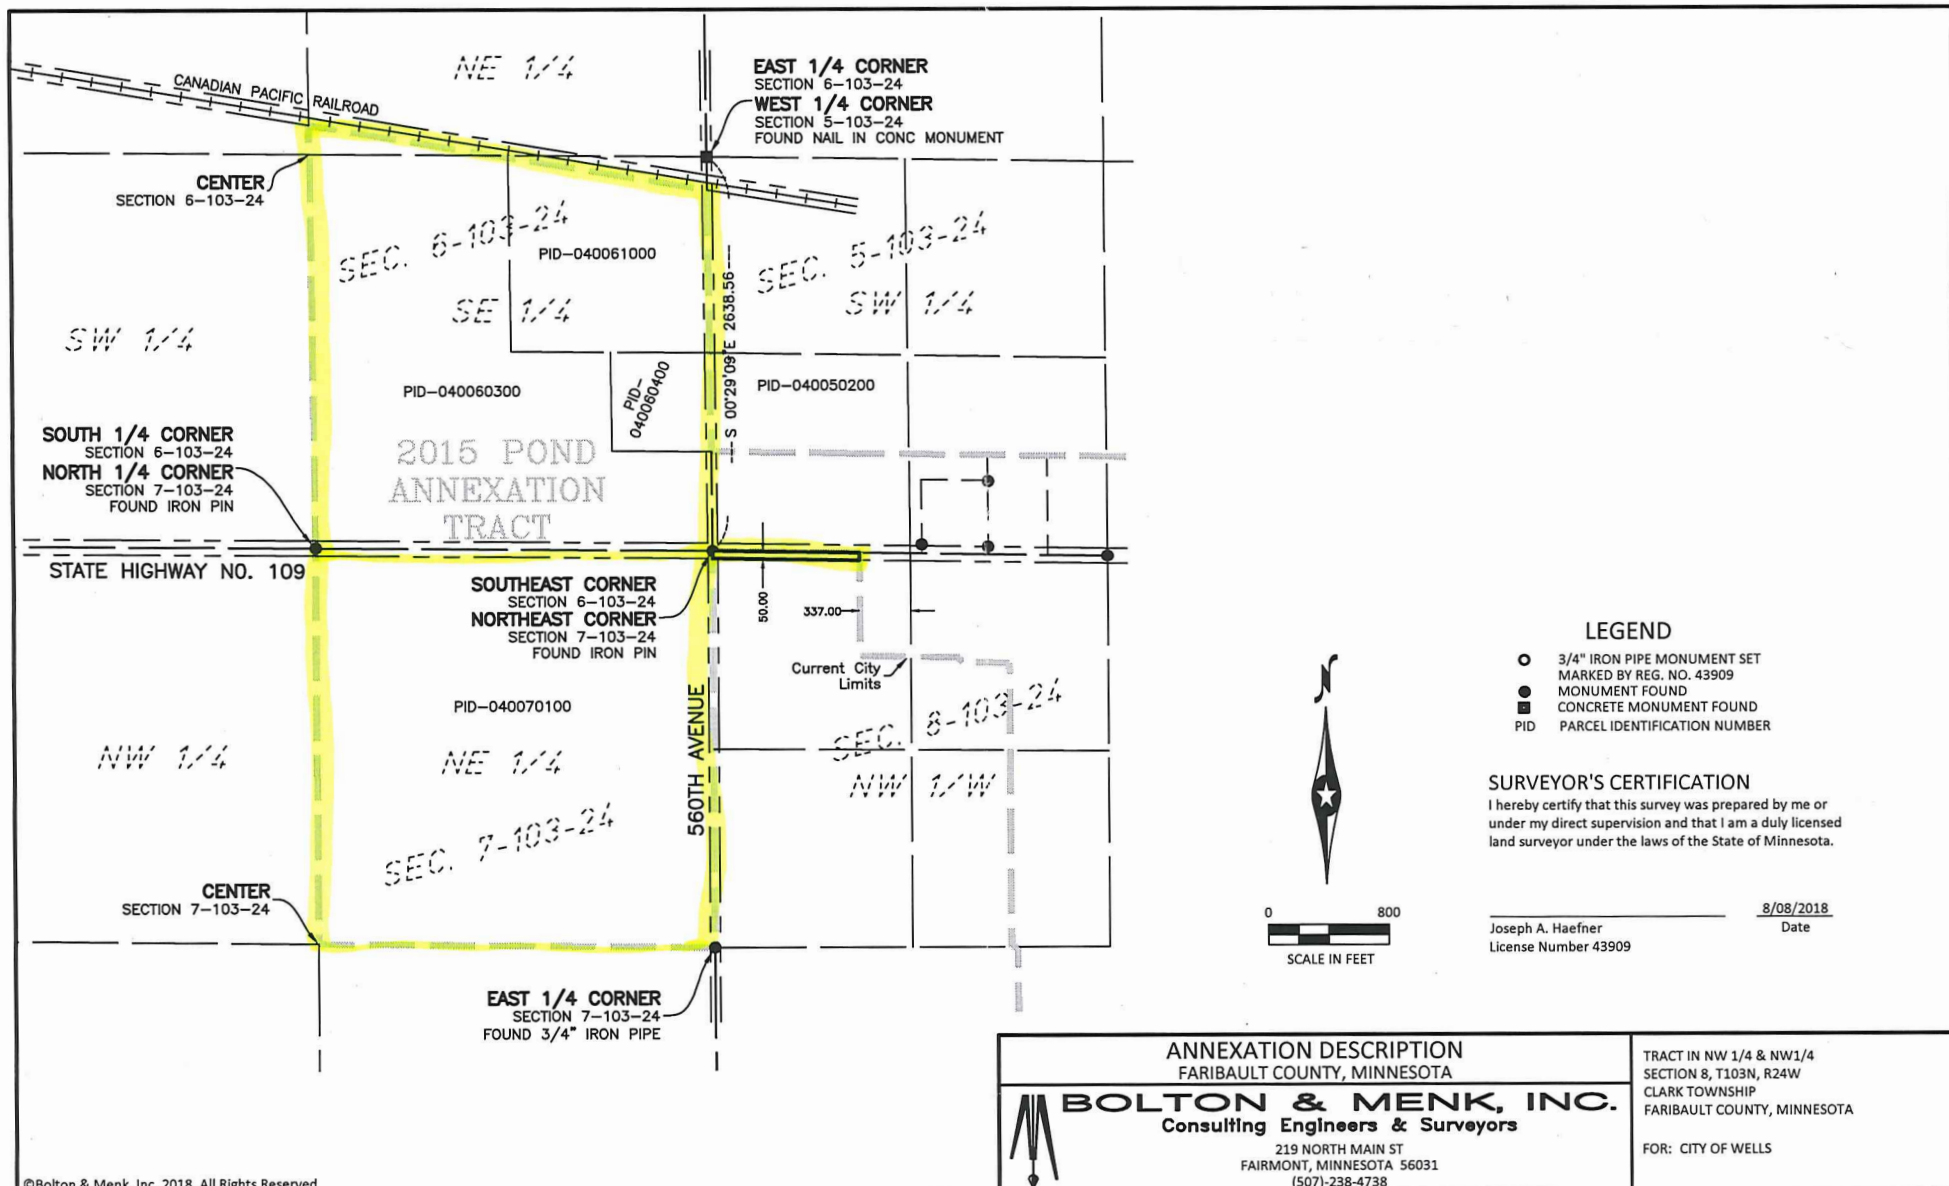 NE 1/4
CANADIAN PACIFIC RAILROAD
EAST 1/4 CORNER
SECTION 6-103-24
WEST 1/4 CORNER
SECTION 5-103-24
FOUND NAIL IN CONC MONUMENT
CENTER
SECTION 6-103-24
SEC. 6-103-24
PID-040061000
SE 1/4
SEC. 5-103-24
SW 1/4
S 00°29'09"E 2638.56
SW 1/4
PID-040060300
PID-
040060400
PID-040050200
SOUTH 1/4 CORNER
SECTION 6-103-24
NORTH 1/4 CORNER
SECTION 7-103-24
FOUND IRON PIN
2015 POND
ANNEXATION
TRACT
STATE HIGHWAY NO. 109
SOUTHEAST CORNER
SECTION 6-103-24
NORTHEAST CORNER
SECTION 7-103-24
FOUND IRON PIN
50.00
337.00
Current City
Limits
PID-040070100
560TH AVENUE
NW 1/4
NE 1/4
SEC. 7-103-24
SEC. 8-103-24
NW 1/W
CENTER
SECTION 7-103-24
EAST 1/4 CORNER
SECTION 7-103-24
FOUND 3/4" IRON PIPE
N
0 800
SCALE IN FEET
LEGEND
3/4" IRON PIPE MONUMENT SET
MARKED BY REG. NO. 43909
MONUMENT FOUND
CONCRETE MONUMENT FOUND
PID PARCEL IDENTIFICATION NUMBER
SURVEYOR'S CERTIFICATION
I hereby certify that this survey was prepared by me or
under my direct supervision and that I am a duly licensed
land surveyor under the laws of the State of Minnesota.
8/08/2018
Joseph A. Haefner Date
License Number 43909
ANNEXATION DESCRIPTION
FARIBAULT COUNTY, MINNESOTA
BOLTON & MENK, INC.
Consulting Engineers & Surveyors
219 NORTH MAIN ST
FAIRMONT, MINNESOTA 56031
(507)-238-4738
TRACT IN NW 1/4 & NW1/4
SECTION 8, T103N, R24W
CLARK TOWNSHIP
FARIBAULT COUNTY, MINNESOTA
FOR: CITY OF WELLS
©Bolton & Menk, Inc. 2018, All Rights Reserved